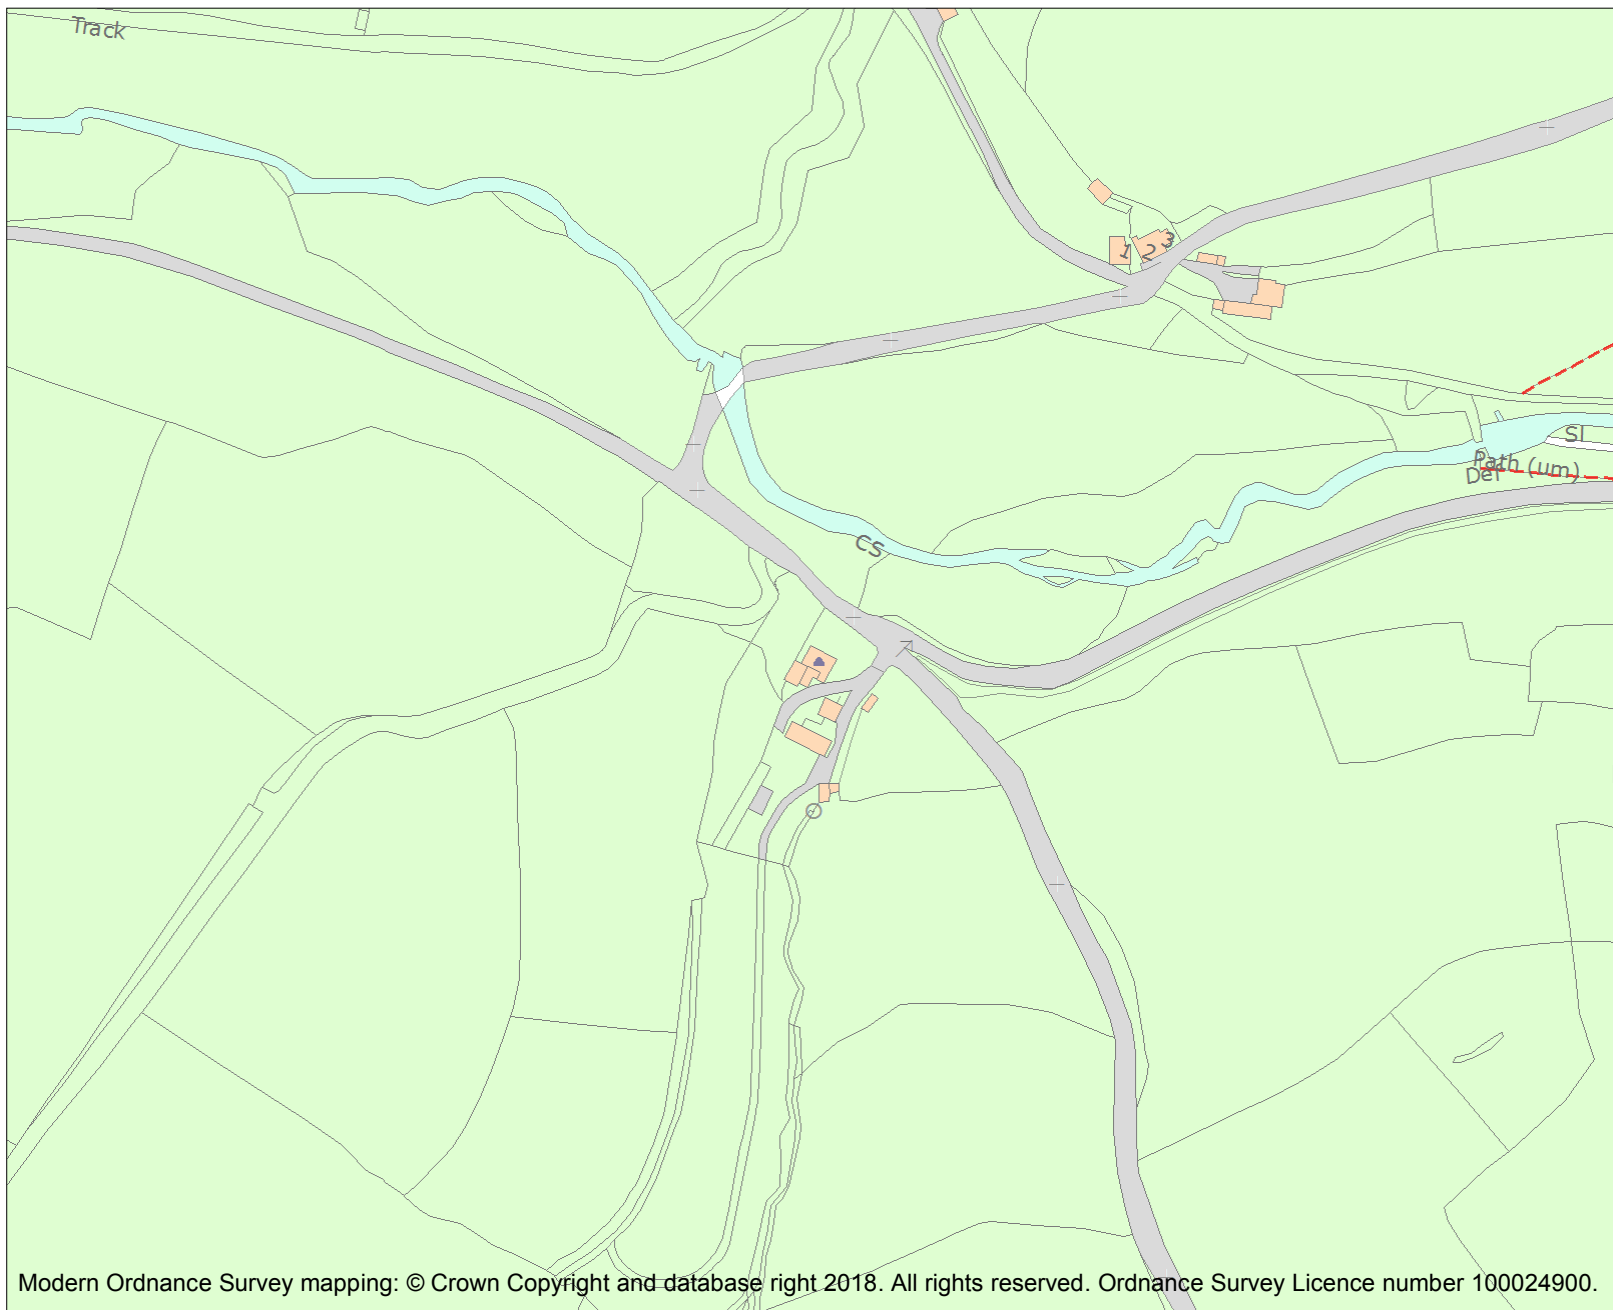 Track
3
1
2
SI
Path (um)
Def
CS
Modern Ordnance Survey mapping: © Crown Copyright and database right 2018. All rights reserved. Ordnance Survey Licence number 100024900.